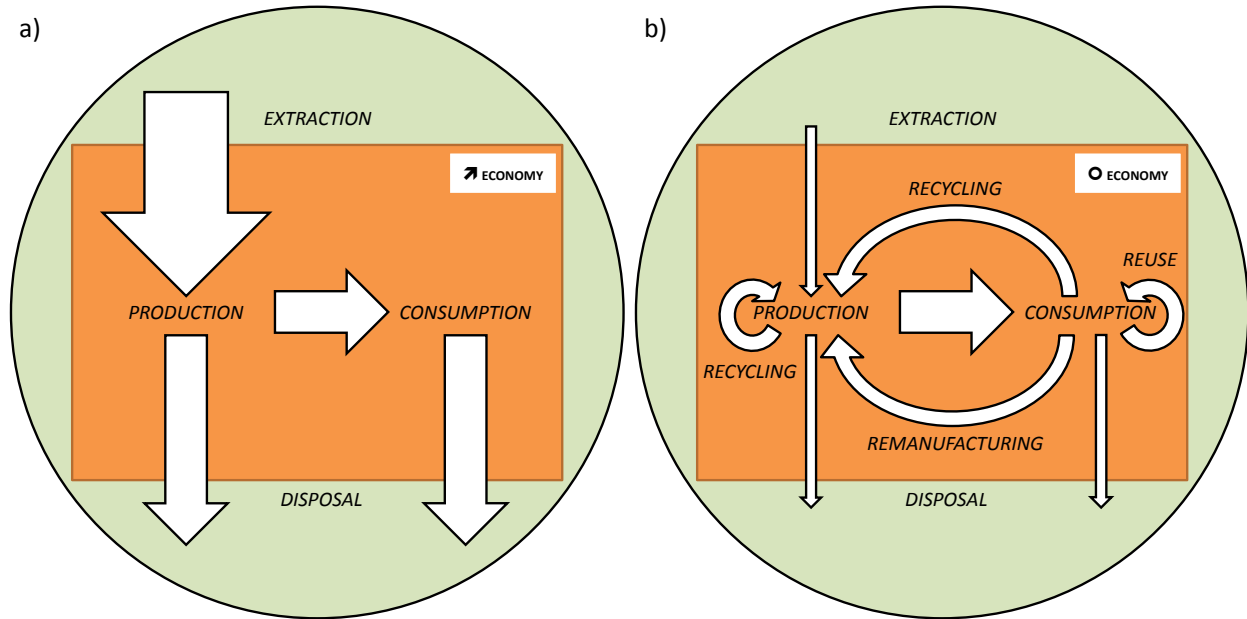 a)
EXTRACTION
ECONOMY
PRODUCTION
CONSUMPTION
DISPOSAL
b)
EXTRACTION
ECONOMY
RECYCLING
REUSE
PRODUCTION
CONSUMPTION
RECYCLING
REMANUFACTURING
DISPOSAL